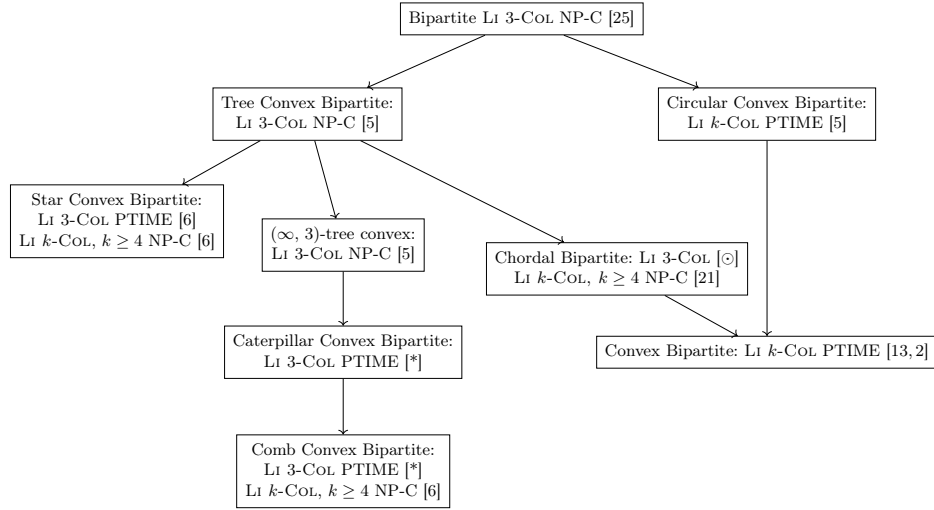 Bipartite LI 3-COL NP-C [25]
Tree Convex Bipartite:
LI 3-COL NP-C [5]
Circular Convex Bipartite:
LI k-COL PTIME [5]
Star Convex Bipartite:
LI 3-COL PTIME [6]
LI k-COL, k ≥ 4 NP-C [6]
(∞, 3)-tree convex:
LI 3-COL NP-C [5]
Chordal Bipartite: LI 3-COL [⊙]
LI k-COL, k ≥ 4 NP-C [21]
Caterpillar Convex Bipartite:
LI 3-COL PTIME [*]
Convex Bipartite: LI k-COL PTIME [13, 2]
Comb Convex Bipartite:
LI 3-COL PTIME [*]
LI k-COL, k ≥ 4 NP-C [6]